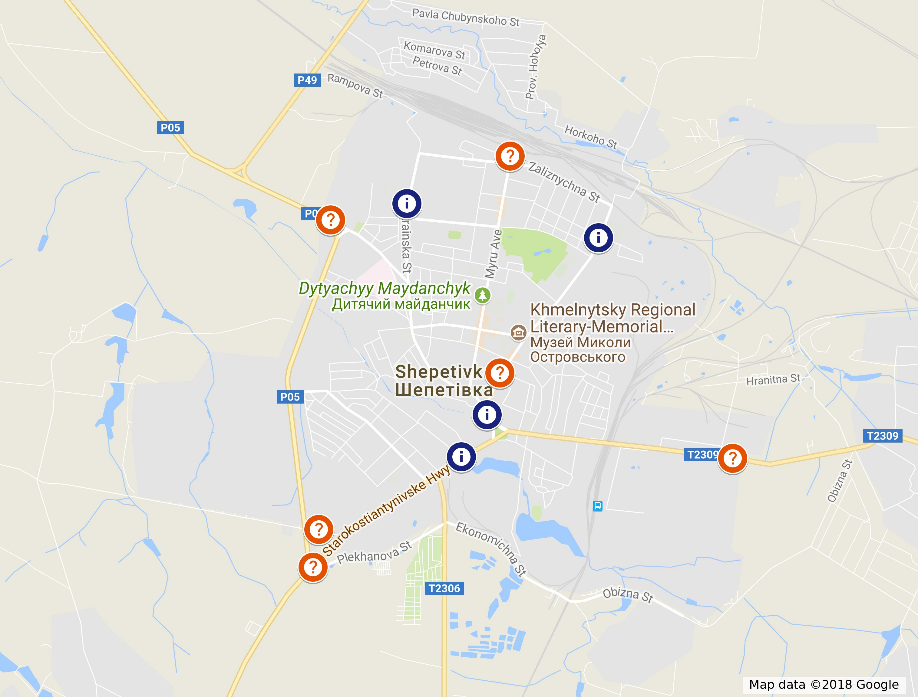 Pavla Chubynskoho St
Komarova St
Petrova St
Prov. Hoholya
P49
Rampova St
P05
Horkoho St
Zaliznychna St
Myru Ave
Dytyachyy Maydanchyk
Дитячий майданчик
Khmelnytsky Regional
Literary-Memorial...
Музей Миколи
Островського
Shepetivk
Шепетівка
Hranitna St
P05
T2309
T2309
Obizna St
Starokostiantynivske Hwy
Plekhanova St
Ekonomichna St
T2306
Obizna St
Map data ©2018 Google